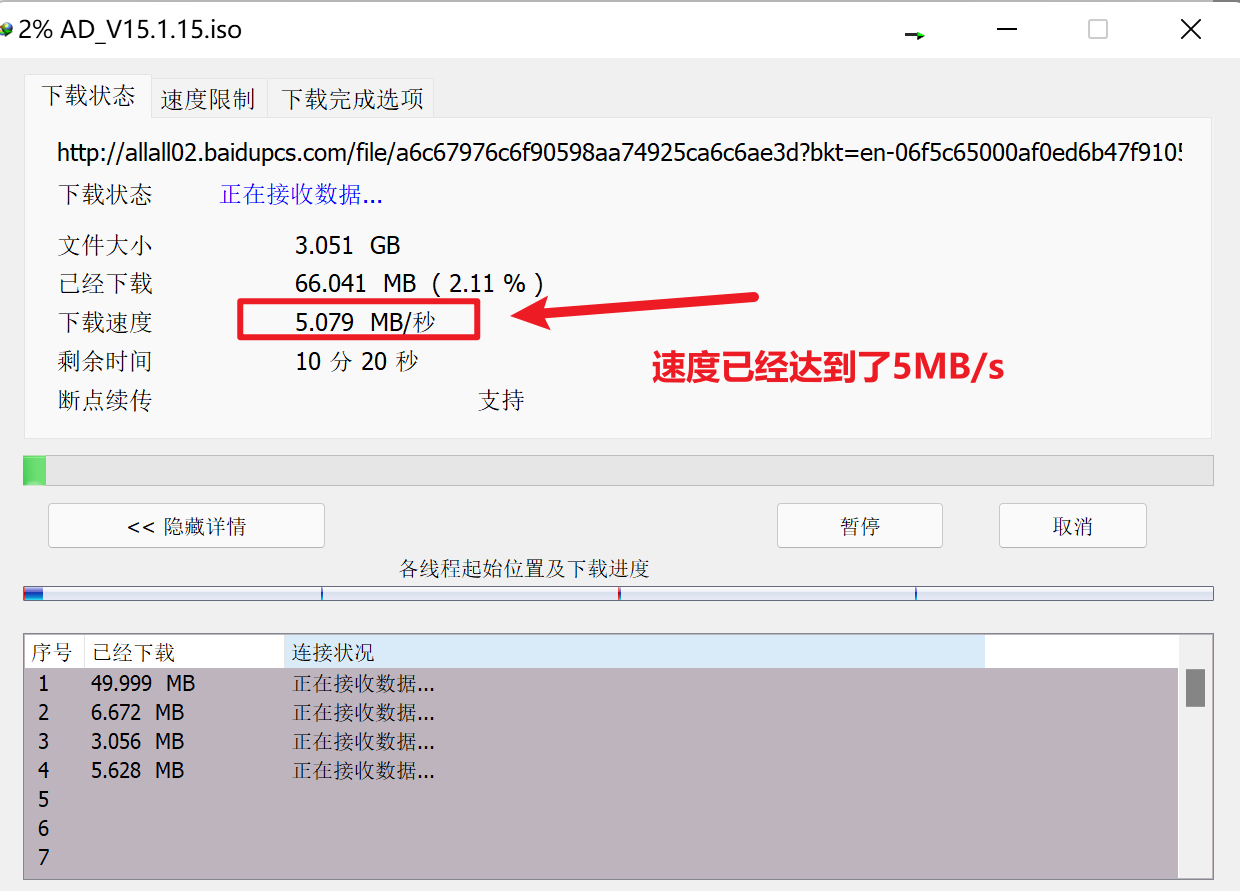 2% AD_V15.1.15.iso
下载状态 速度限制 下载完成选项
http://allall02.baidupcs.com/file/a6c67976c6f90598aa74925ca6c6ae3d?bkt=en-06f5c65000af0ed6b47f9105
下载状态 正在接收数据...
文件大小 3.051 GB
已经下载 66.041 MB ( 2.11 % )
下载速度 5.079 MB/秒
剩余时间 10 分 20 秒
速度已经达到了5MB/s
断点续传 支持
<< 隐藏详情 暂停 取消
各线程起始位置及下载进度
序号 已经下载 连接状况
1 49.999 MB 正在接收数据...
2 6.672 MB 正在接收数据...
3 3.056 MB 正在接收数据...
4 5.628 MB 正在接收数据...
5
6
7